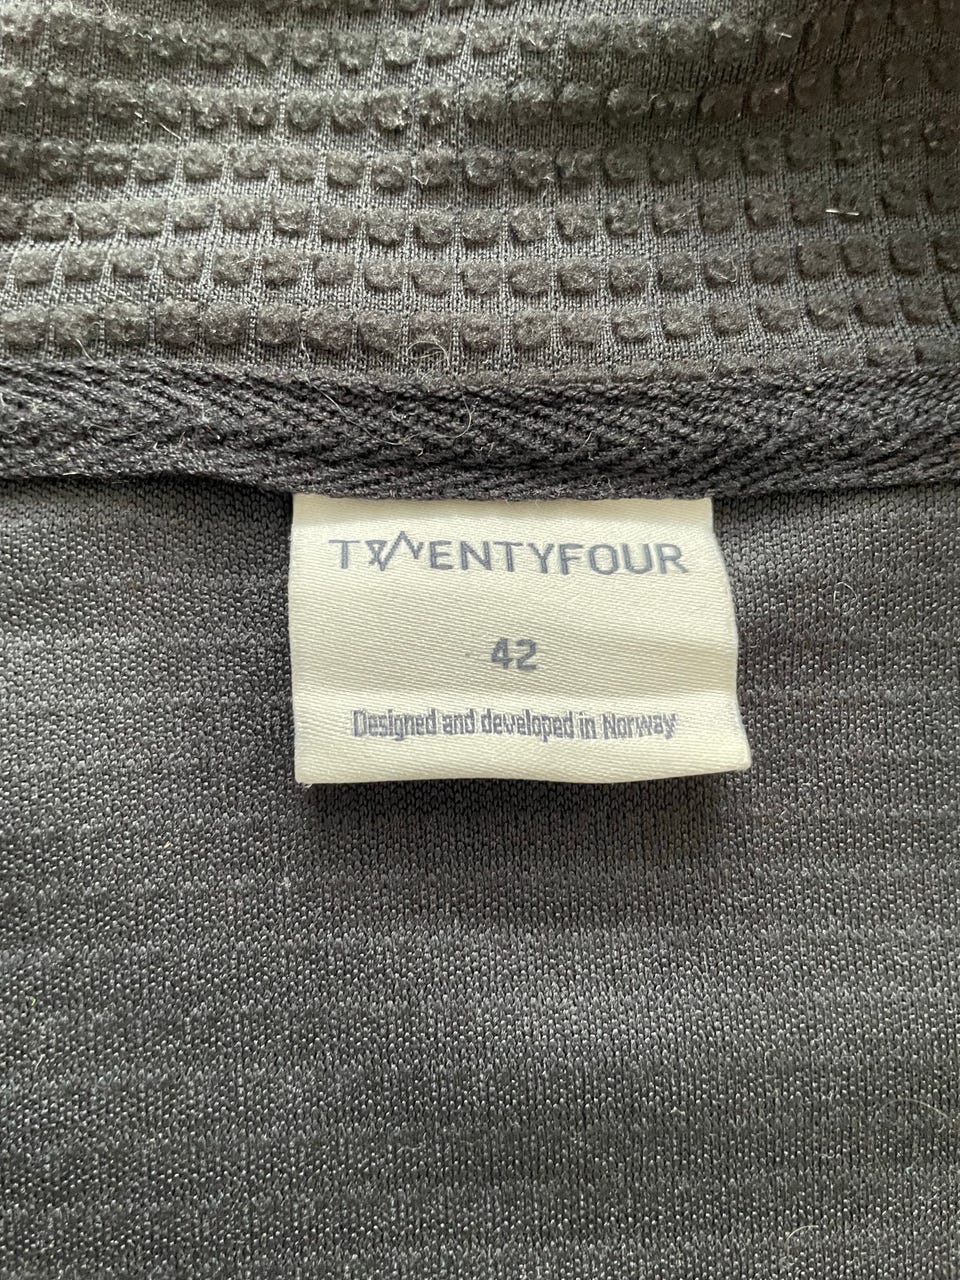 TWENTYFOUR
42
Designed and developed in Norway